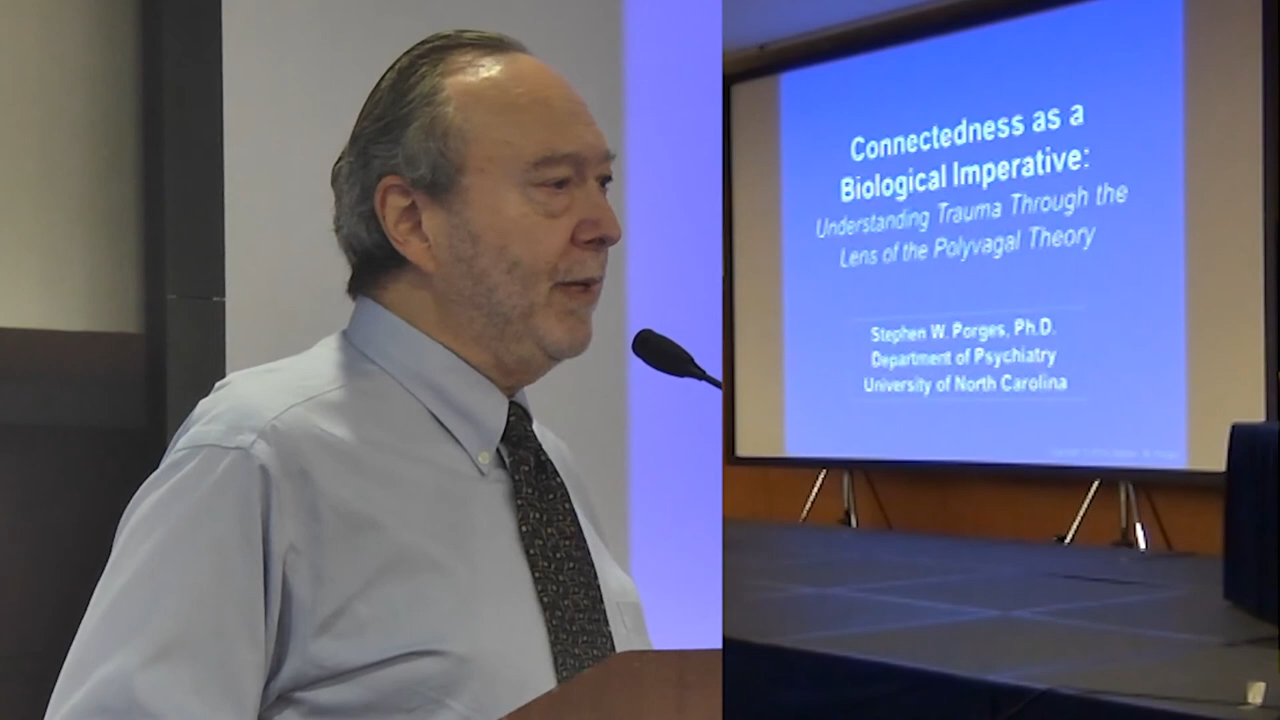 Connectedness as a
Biological Imperative:
Understanding Trauma Through the
Lens of the Polyvagal Theory
Stephen W. Porges, Ph.D.
Department of Psychiatry
University of North Carolina